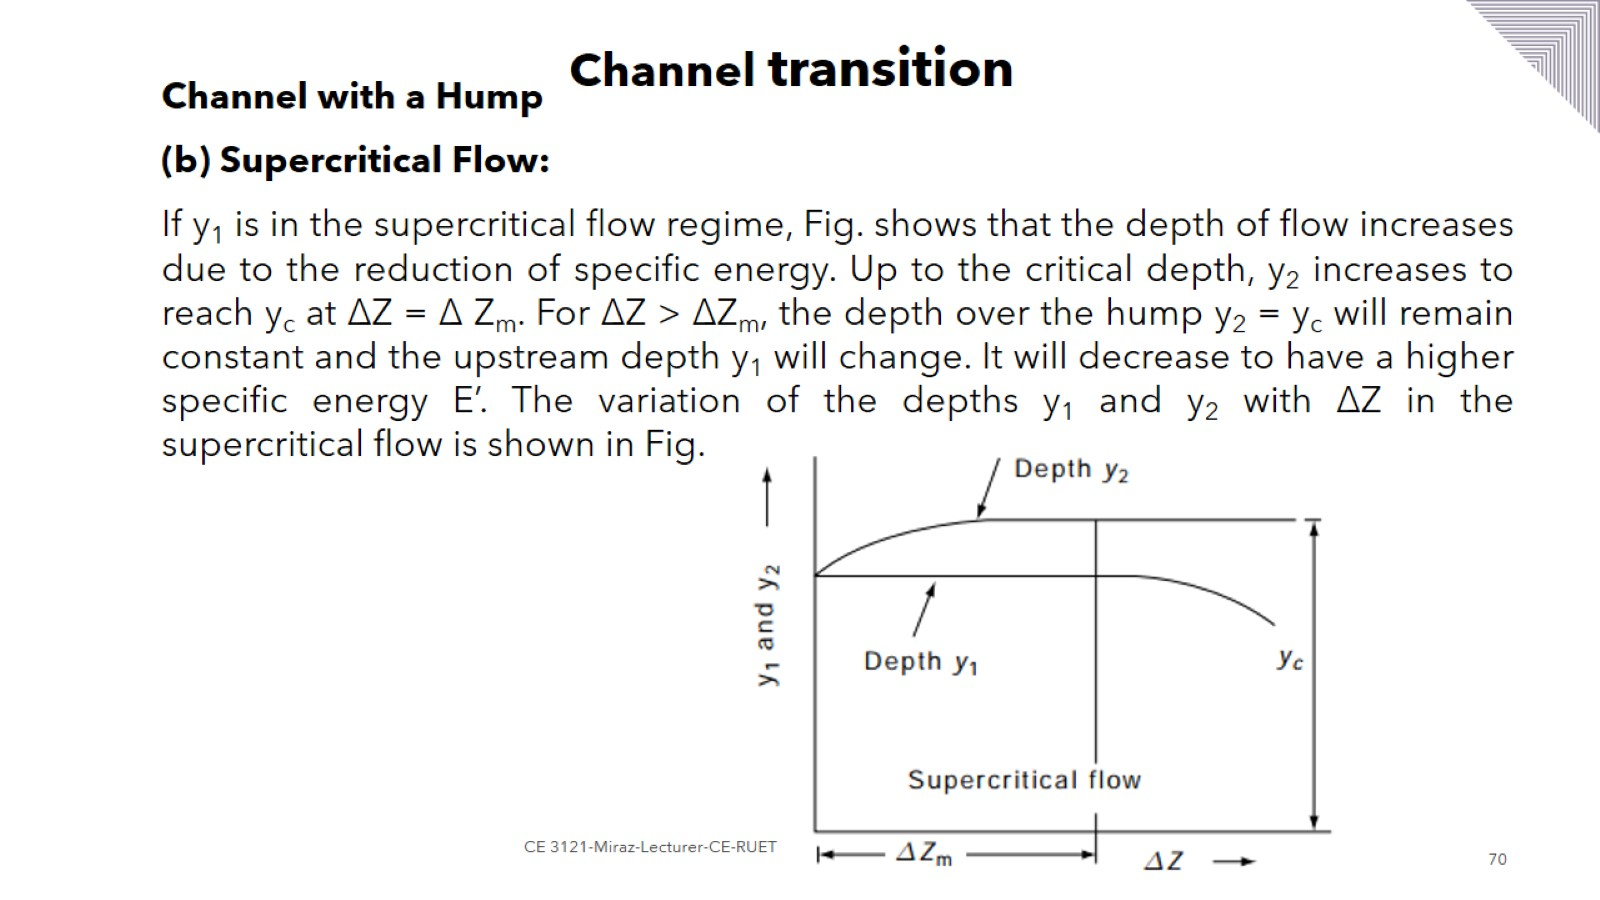 Channel transition
Channel with a Hump
(b) Supercritical Flow:
If y₁ is in the supercritical flow regime, Fig. shows that the depth of flow increases
due to the reduction of specific energy. Up to the critical depth, y₂ increases to
reach y꜀ at ΔZ = Δ Zₘ. For ΔZ > ΔZₘ, the depth over the hump y₂ = y꜀ will remain
constant and the upstream depth y₁ will change. It will decrease to have a higher
specific energy E′. The variation of the depths y₁ and y₂ with ΔZ in the
supercritical flow is shown in Fig.
Depth y₂
y₁ and y₂
Depth y₁
y꜀
Supercritical flow
ΔZₘ
ΔZ
CE 3121-Miraz-Lecturer-CE-RUET
70